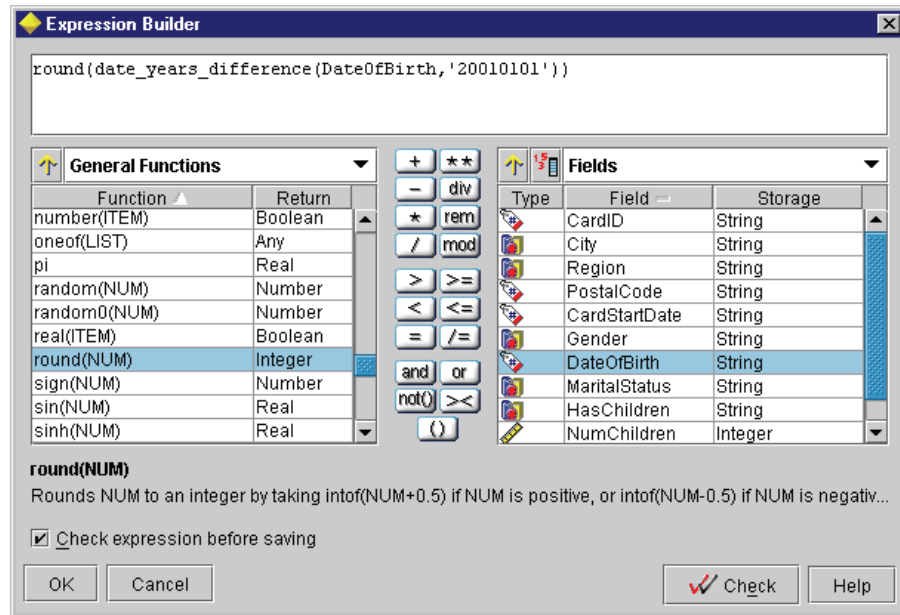 Expression Builder
round(date_years_difference(DateOfBirth,'20010101'))
General Functions
Function Return
number(ITEM) Boolean
oneof(LIST) Any
pi Real
random(NUM) Number
random0(NUM) Number
real(ITEM) Boolean
round(NUM) Integer
sign(NUM) Number
sin(NUM) Real
sinh(NUM) Real
+ **
- div
* rem
/ mod
> >=
< <=
= /=
and or
not() ><
()
Fields
Type Field Storage
CardID String
City String
Region String
PostalCode String
CardStartDate String
Gender String
DateOfBirth String
MaritalStatus String
HasChildren String
NumChildren Integer
round(NUM)
Rounds NUM to an integer by taking intof(NUM+0.5) if NUM is positive, or intof(NUM-0.5) if NUM is negativ...
Check expression before saving
OK Cancel Check Help